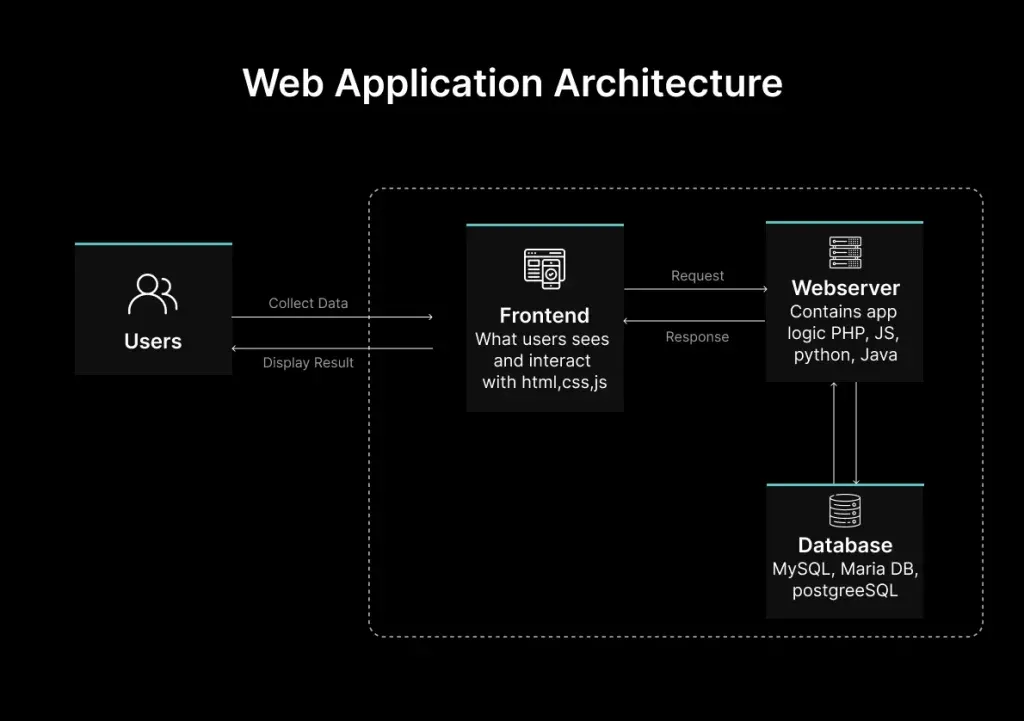 Web Application Architecture
Users
Collect Data
Display Result
Frontend
What users sees
and interact
with html,css,js
Request
Response
Webserver
Contains app
logic PHP, JS,
python, Java
Database
MySQL, Maria DB,
postgreeSQL